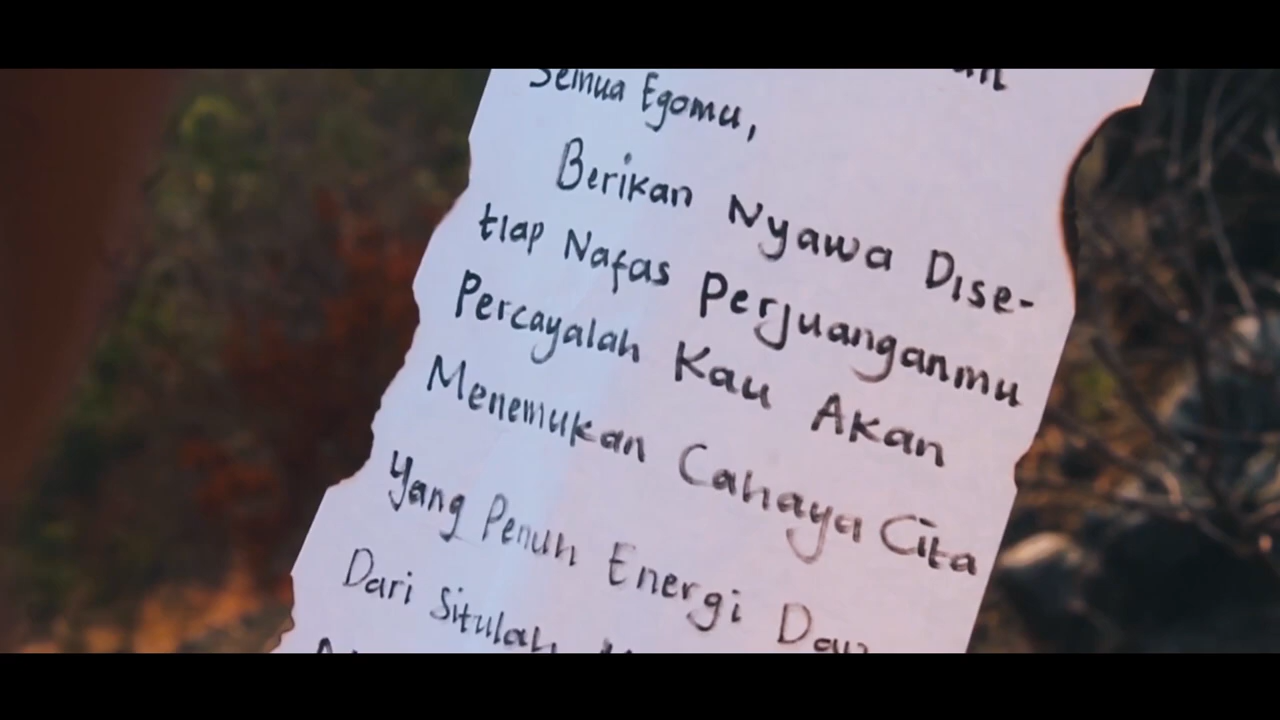 Semua Egomu,
Berikan Nyawa Dise-
tiap Nafas Perjuanganmu
Percayalah Kau Akan
Menemukan Cahaya Cita
Yang Penuh Energi
Dari Situlah